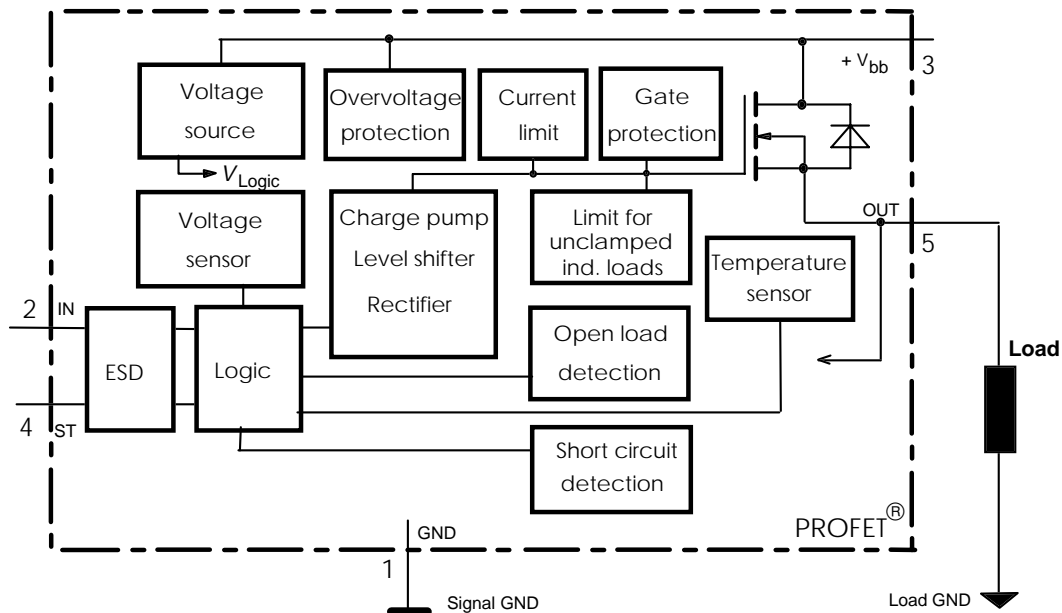 + Vbb
3
Voltage
source
Overvoltage
protection
Current
limit
Gate
protection
VLogic
Voltage
sensor
Charge pump
Level shifter
Rectifier
Limit for
unclamped
ind. loads
OUT
5
Temperature
sensor
2
IN
ESD
Logic
Open load
detection
Load
4
ST
Short circuit
detection
PROFET®
GND
1
Signal GND
Load GND